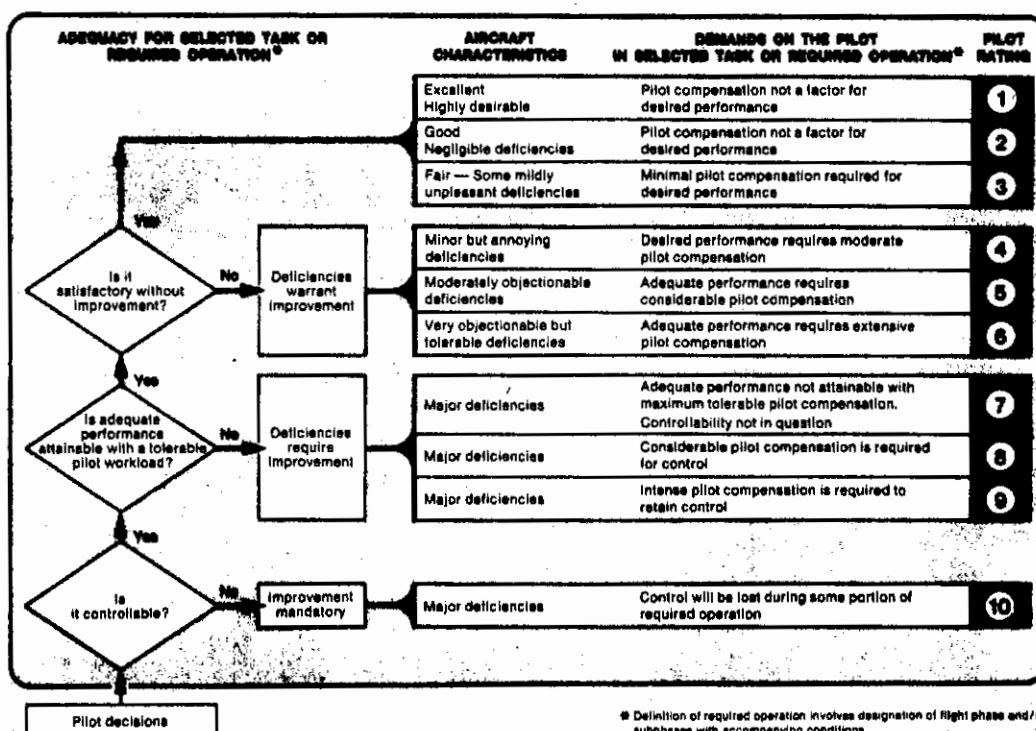 ADEQUACY FOR SELECTED TASK OR
REQUIRED OPERATION*
AIRCRAFT
CHARACTERISTICS
DEMANDS ON THE PILOT
IN SELECTED TASK OR REQUIRED OPERATION*
PILOT
RATING
Excellent
Highly desirable
Pilot compensation not a factor for
desired performance
1
Good
Negligible deficiencies
Pilot compensation not a factor for
desired performance
2
Fair — Some mildly
unpleasant deficiencies
Minimal pilot compensation required for
desired performance
3
Yes
Is it
satisfactory without
improvement?
No
Deficiencies
warrant
improvement
Minor but annoying
deficiencies
Desired performance requires moderate
pilot compensation
4
Moderately objectionable
deficiencies
Adequate performance requires
considerable pilot compensation
5
Very objectionable but
tolerable deficiencies
Adequate performance requires extensive
pilot compensation
6
Yes
Is adequate
performance
attainable with a tolerable
pilot workload?
No
Deficiencies
require
improvement
Major deficiencies
Adequate performance not attainable with
maximum tolerable pilot compensation.
Controllability not in question
7
Major deficiencies
Considerable pilot compensation is required
for control
8
Major deficiencies
Intense pilot compensation is required to
retain control
9
Yes
Is
it controllable?
No
Improvement
mandatory
Major deficiencies
Control will be lost during some portion of
required operation
10
Pilot decisions
* Definition of required operation involves designation of flight phase and/
subphases with accompanying conditions